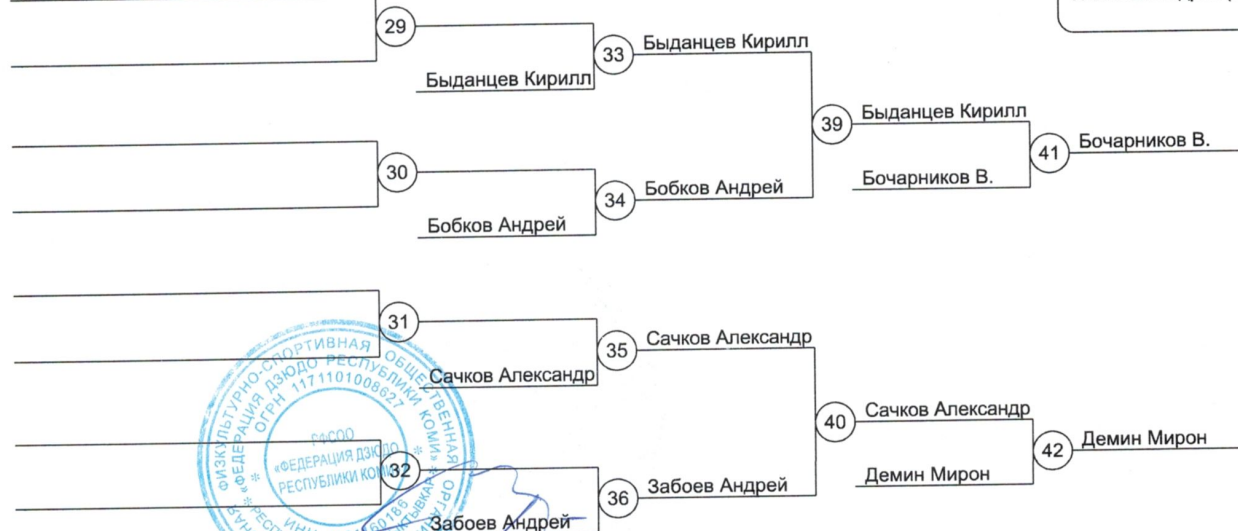 29
33
Быданцев Кирилл
Быданцев Кирилл
39
Быданцев Кирилл
41
Бочарников В.
30
Бочарников В.
34
Бобков Андрей
Бобков Андрей
31
35
Сачков Александр
Сачков Александр
40
Сачков Александр
42
Демин Мирон
32
Демин Мирон
36
Забоев Андрей
Забоев Андрей
ФИЗКУЛЬТУРНО-СПОРТИВНАЯ ОБЩЕСТВЕННАЯ
«ФЕДЕРАЦИЯ ДЗЮДО РЕСПУБЛИКИ КОМИ»
ОГРН 1171101008627
«ФЕДЕРАЦИЯ ДЗЮДО
РЕСПУБЛИКИ КОМИ»